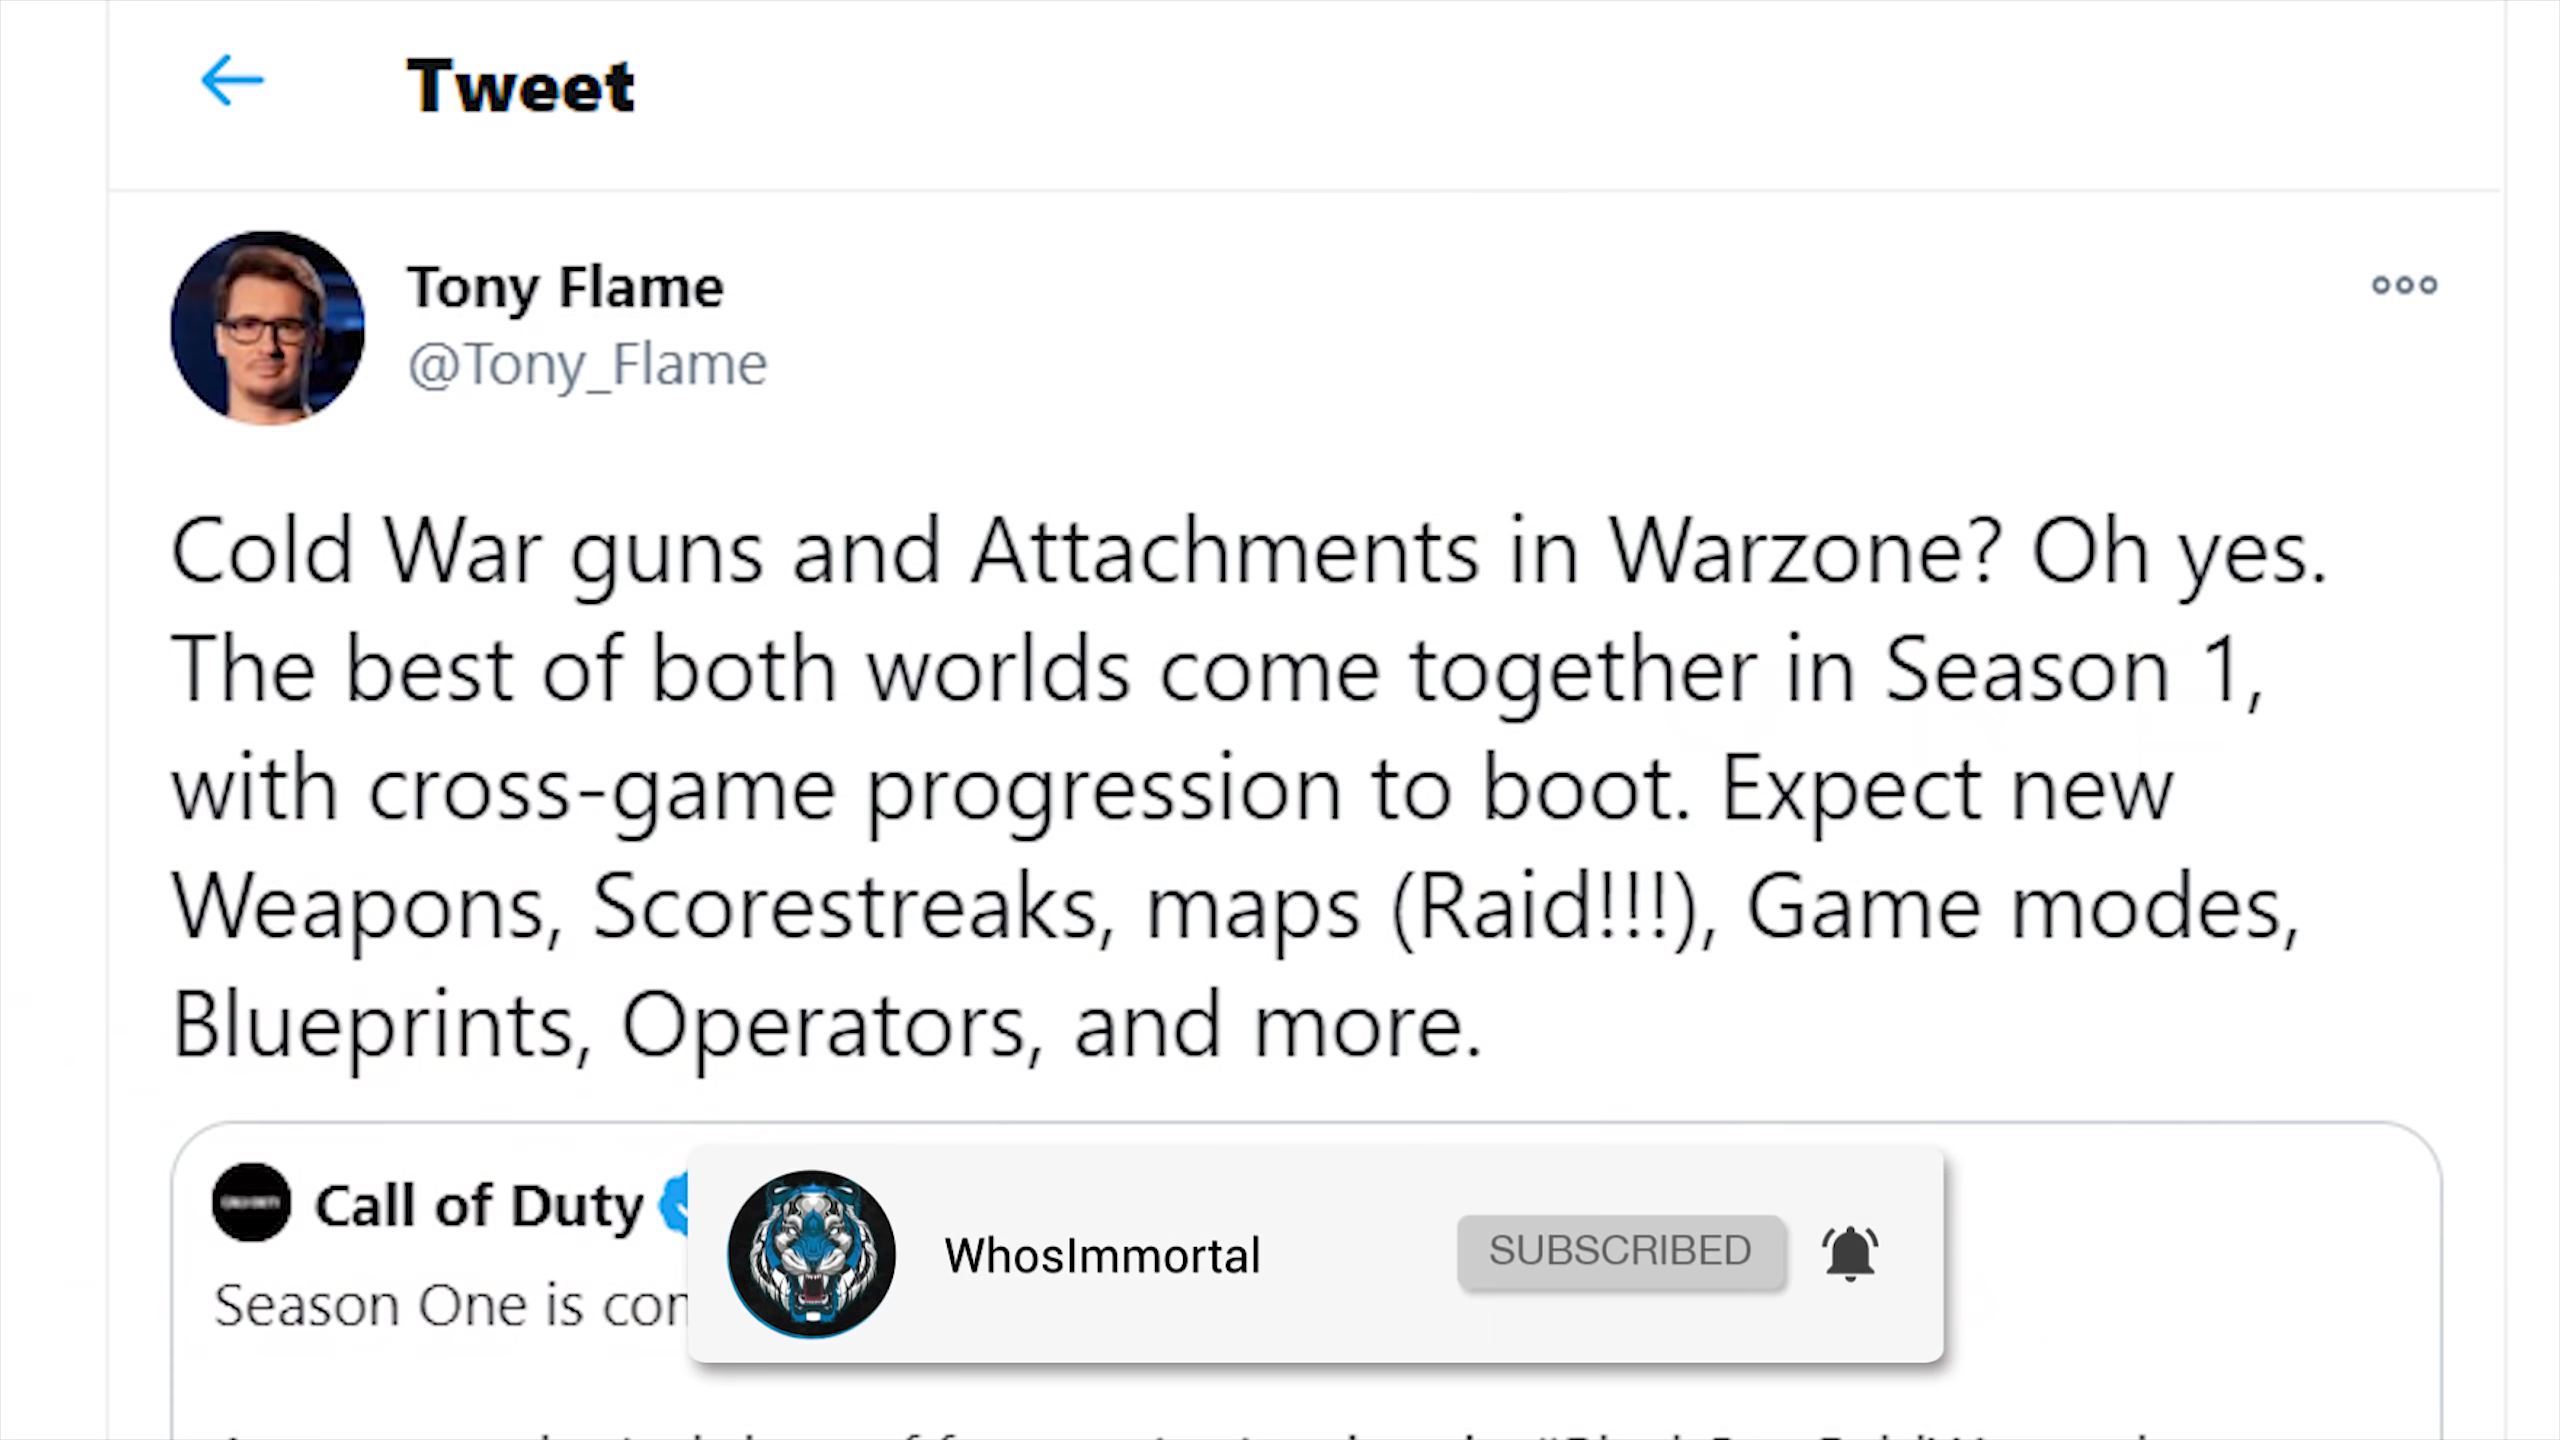 Tweet
Tony Flame
@Tony_Flame
Cold War guns and Attachments in Warzone? Oh yes.
The best of both worlds come together in Season 1,
with cross-game progression to boot. Expect new
Weapons, Scorestreaks, maps (Raid!!!), Game modes,
Blueprints, Operators, and more.
Call of Duty
Season One is
WhosImmortal
SUBSCRIBED